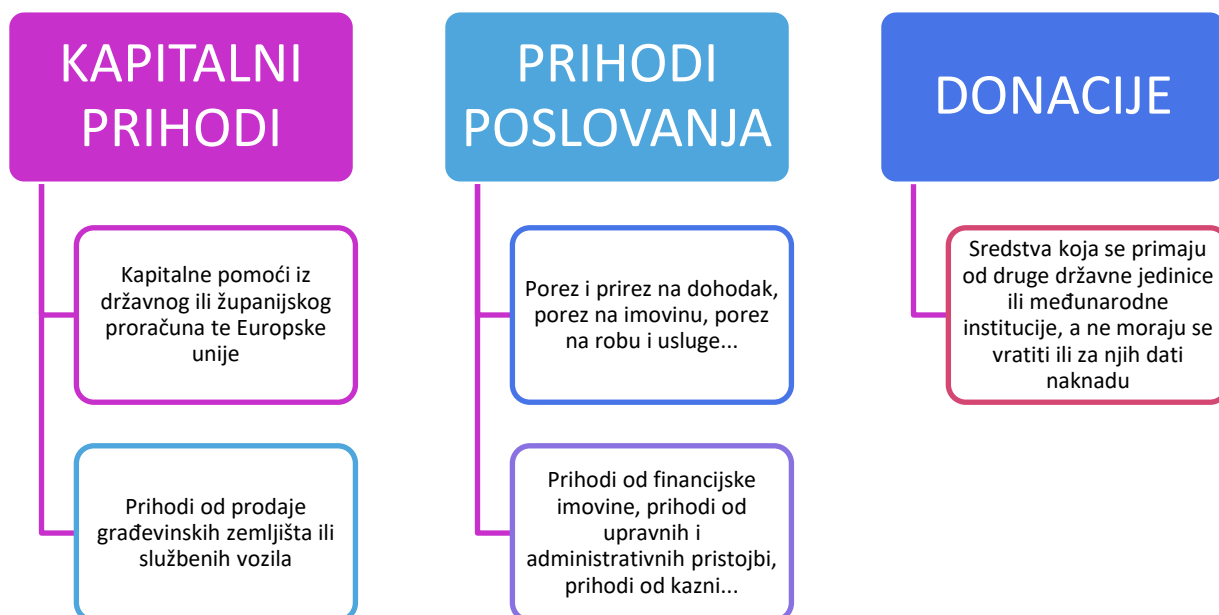 KAPITALNI
PRIHODI
Kapitalne pomoći iz
državnog ili županijskog
proračuna te Europske
unije
Prihodi od prodaje
građevinskih zemljišta ili
službenih vozila
PRIHODI
POSLOVANJA
Porez i prirez na dohodak,
porez na imovinu, porez
na robu i usluge...
Prihodi od financijske
imovine, prihodi od
upravnih i
administrativnih pristojbi,
prihodi od kazni...
DONACIJE
Sredstva koja se primaju
od druge državne jedinice
ili međunarodne
institucije, a ne moraju se
vratiti ili za njih dati
naknadu